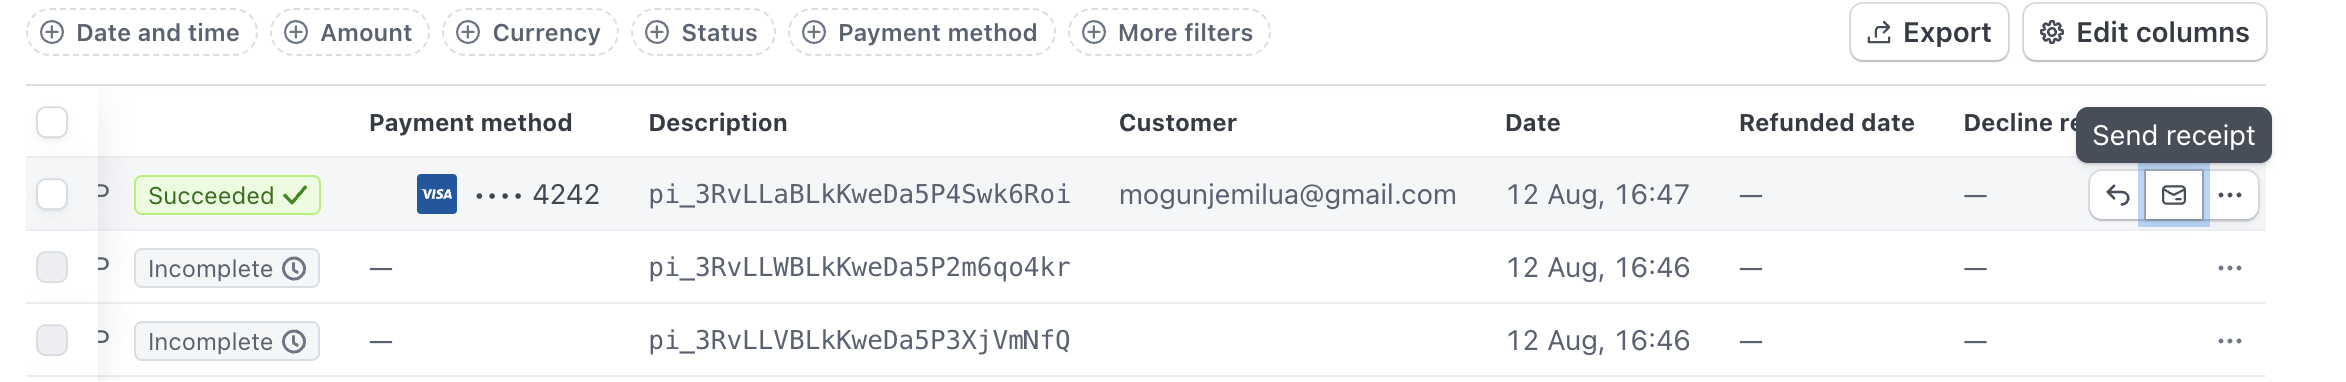 Date and time Amount Currency Status Payment method More filters Export Edit columns
Payment method Description Customer Date Refunded date Decline
Send receipt
Succeeded VISA •••• 4242 pi_3RvLLaBLkKweDa5P4Swk6Roi mogunjemilua@gmail.com 12 Aug, 16:47 — —
Incomplete — pi_3RvLLWBLkKweDa5P2m6qo4kr 12 Aug, 16:46 — —
Incomplete — pi_3RvLLVBLkKweDa5P3XjVmNfQ 12 Aug, 16:46 — —